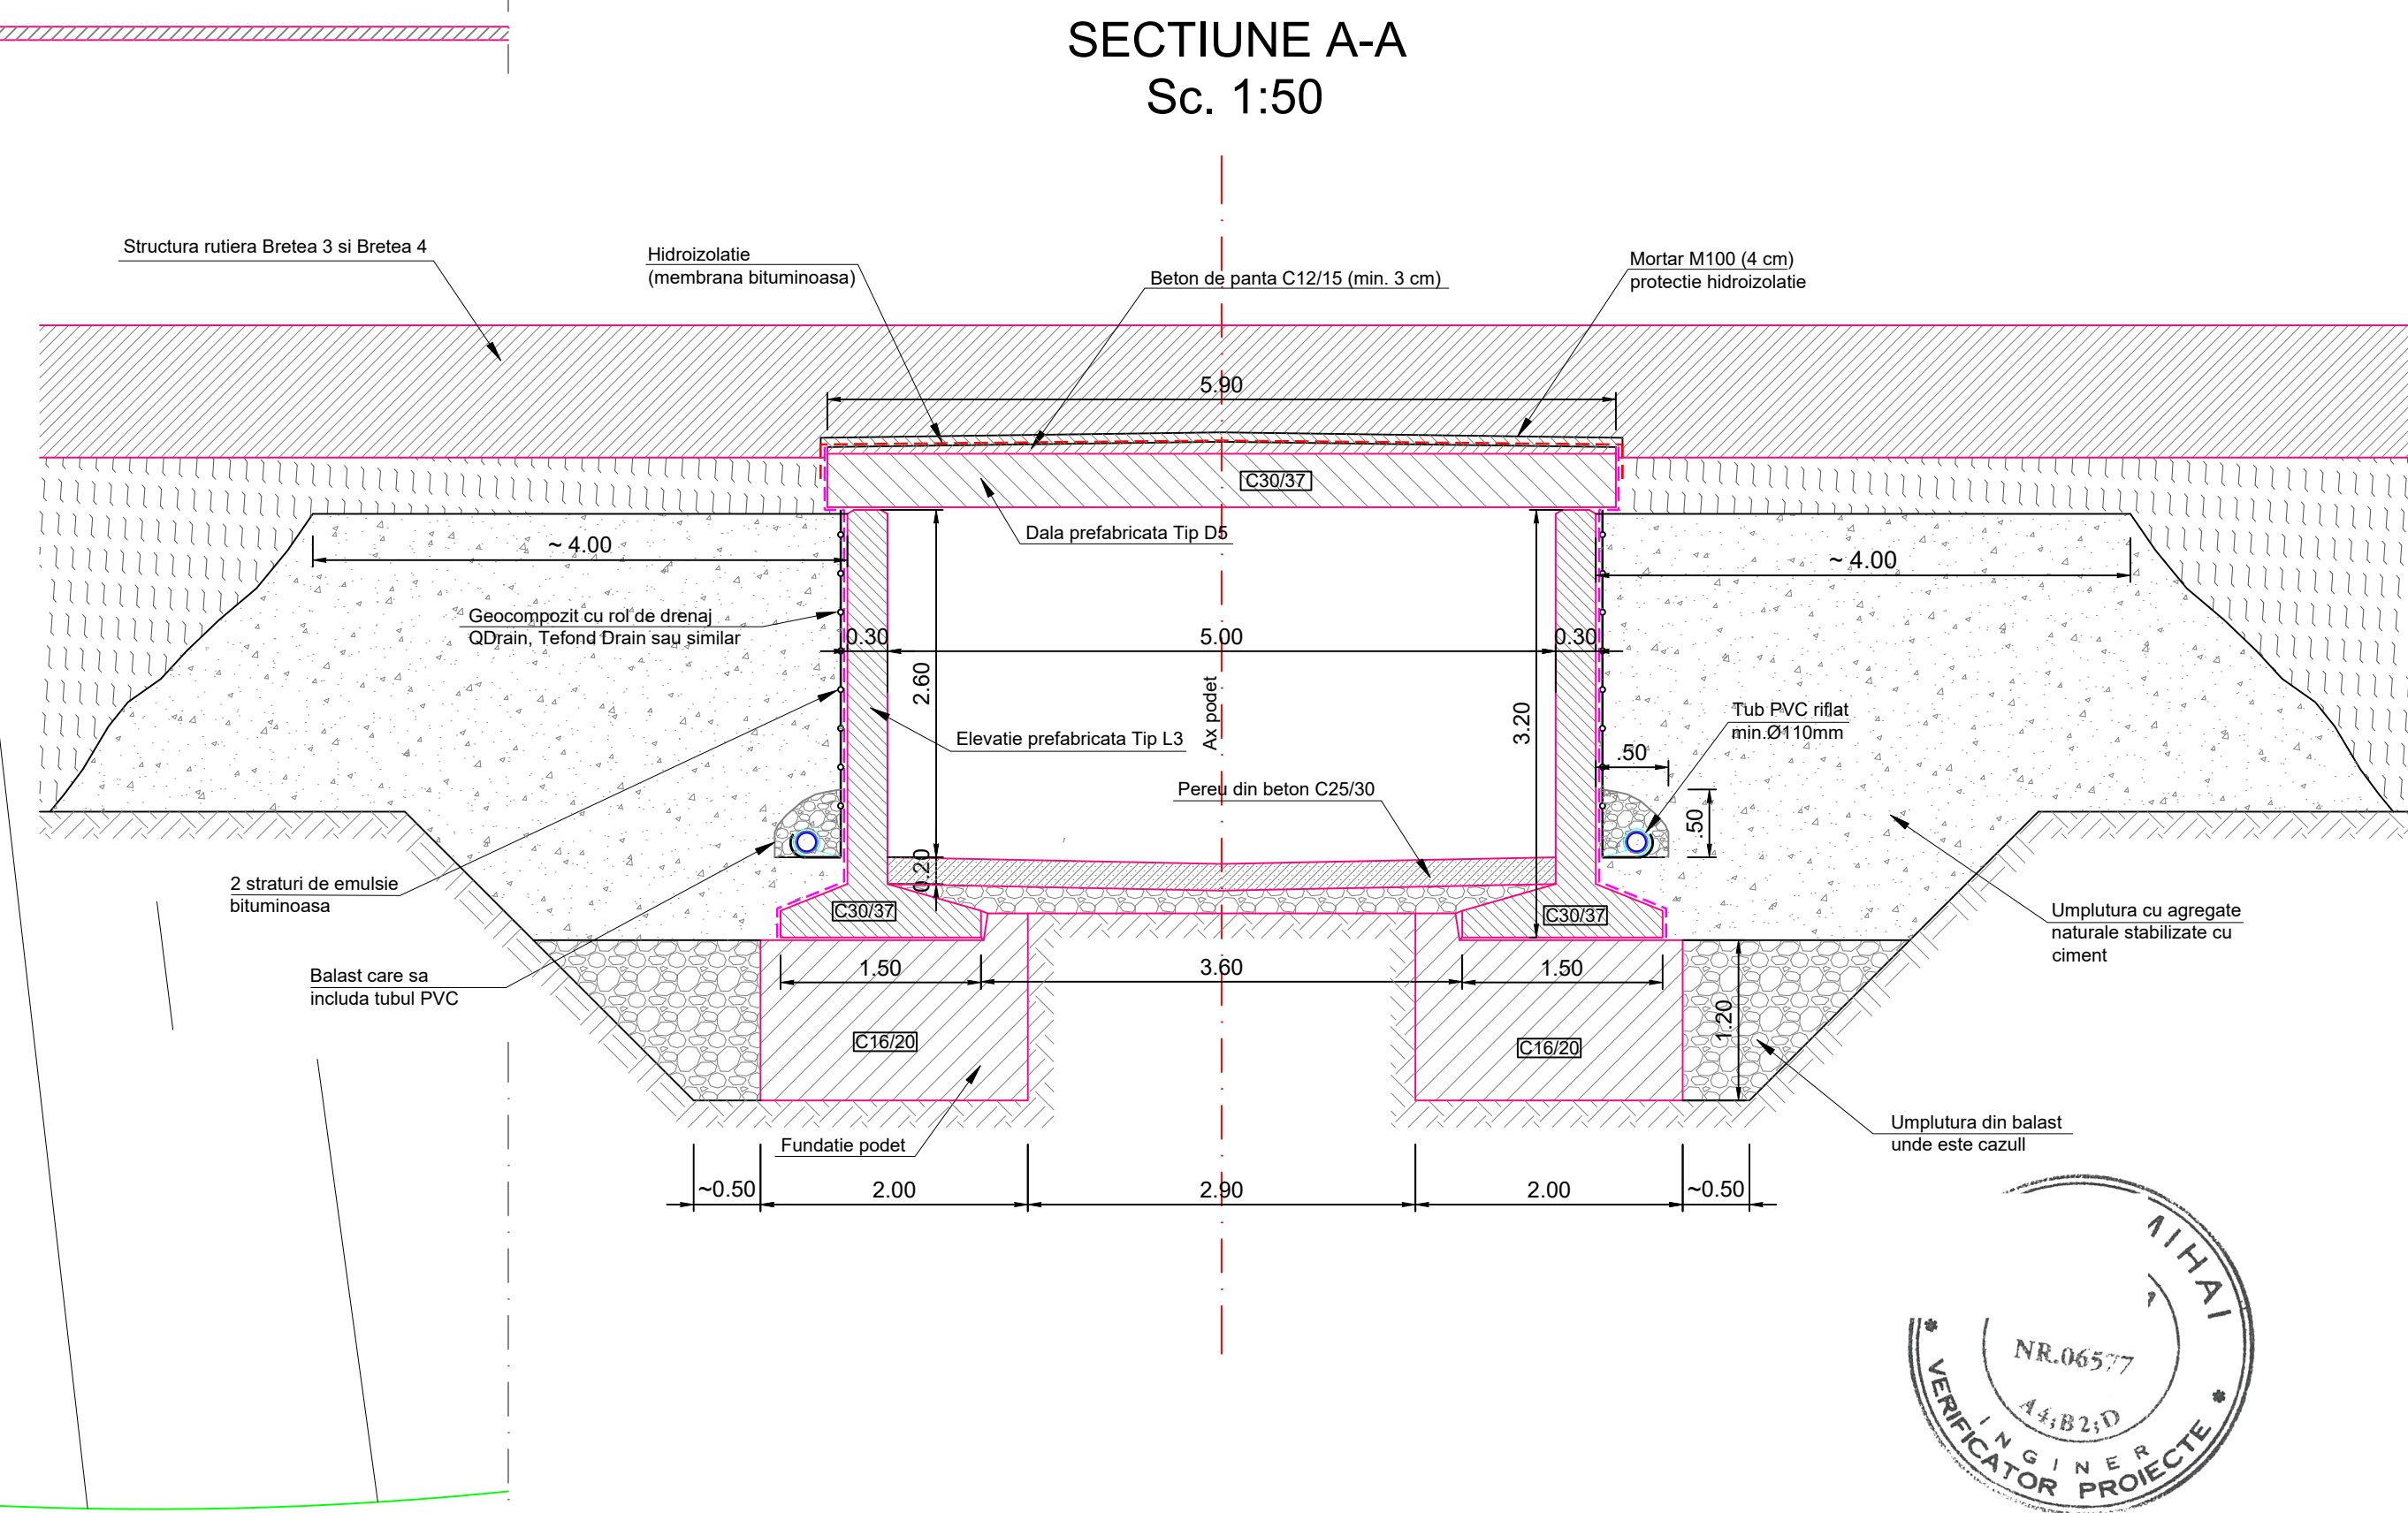 SECTIUNE A-A
Sc. 1:50
Structura rutiera Bretea 3 si Bretea 4
Hidroizolatie
(membrana bituminoasa)
Beton de panta C12/15 (min. 3 cm)
Mortar M100 (4 cm)
protectie hidroizolatie
5.90
C30/37
Dala prefabricata Tip D5
~ 4.00
~ 4.00
Geocompozit cu rol de drenaj
QDrain, Tefond Drain sau similar
0.30
5.00
0.30
2.60
Ax podet
3.20
Elevatie prefabricata Tip L3
Tub PVC riflat
min.Ø110mm
.50
.50
Pereu din beton C25/30
0.20
2 straturi de emulsie
bituminoasa
C30/37
C30/37
Umplutura cu agregate
naturale stabilizate cu
ciment
Balast care sa
includa tubul PVC
1.50
3.60
1.50
1.20
C16/20
C16/20
Fundatie podet
Umplutura din balast
unde este cazull
~0.50
2.00
2.90
2.00
~0.50
MIHAI
NR.06577
A4;B2;D
INGINER
* VERIFICATOR PROIECTE *